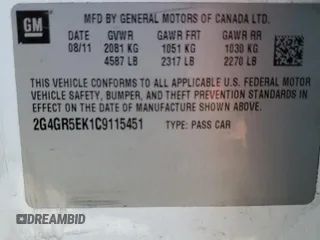 GM
MFD BY GENERAL MOTORS OF CANADA LTD.
DATE GVWR GAWR FRT GAWR RR
08/11 2081 KG 1051 KG 1030 KG
4587 LB 2317 LB 2270 LB
THIS VEHICLE CONFORMS TO ALL APPLICABLE U.S. FEDERAL MOTOR
VEHICLE SAFETY, BUMPER, AND THEFT PREVENTION STANDARDS IN
EFFECT ON THE DATE OF MANUFACTURE SHOWN ABOVE.
2G4GR5EK1C9115451 TYPE: PASS CAR
DREAMBID